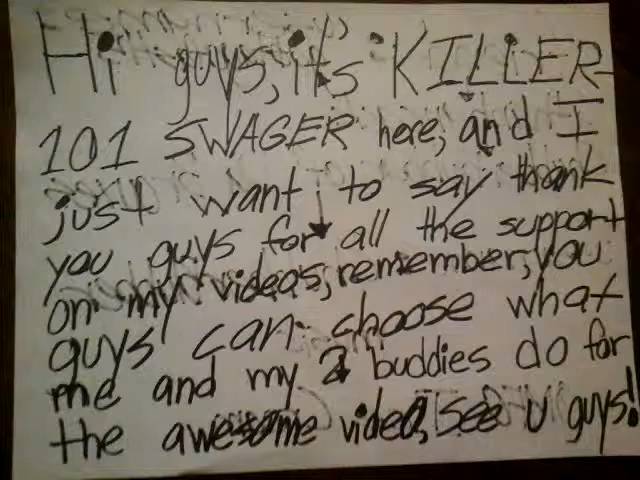 Hi guys, it's KILLER-
101 SWAGER here, and I
just want to say thank
you guys for all the support
on my videos, remember, you
guys can choose what
me and my 2 buddies do for
the awesome video, see u guys!